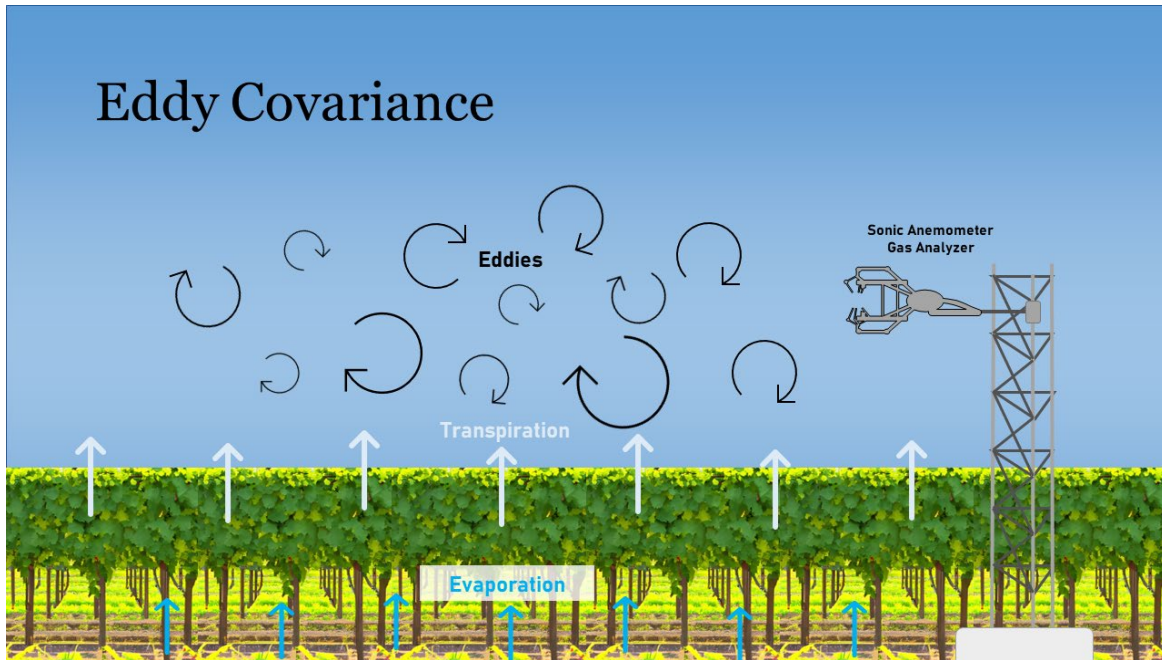 Eddy Covariance
Sonic Anemometer
Gas Analyzer
Eddies
Transpiration
Evaporation